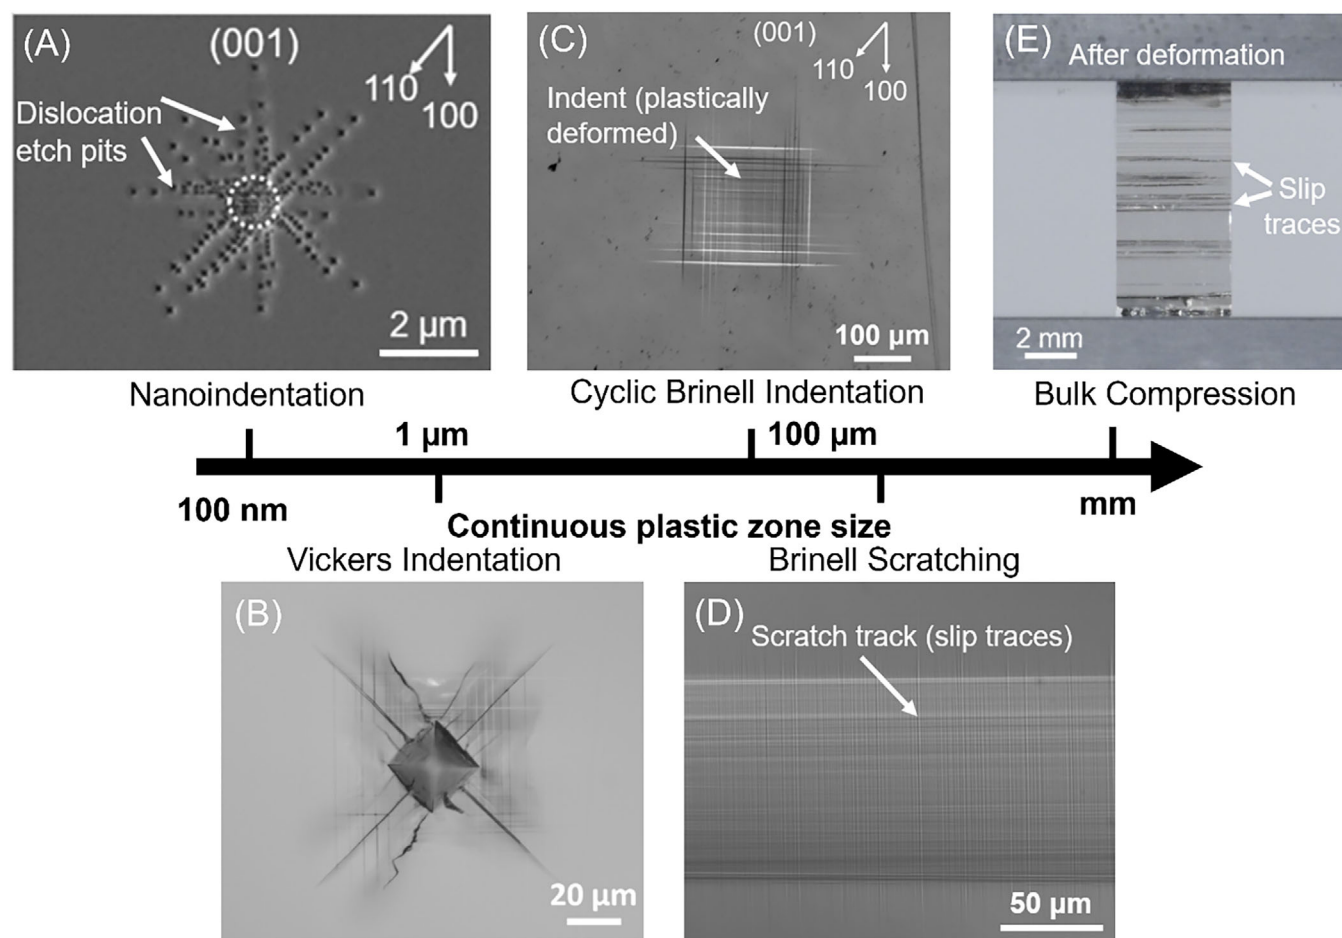 (A)
(001)
110
100
Dislocation
etch pits
2 µm
(C)
(001)
110
100
Indent (plastically
deformed)
100 µm
(E)
After deformation
Slip
traces
2 mm
Nanoindentation
Cyclic Brinell Indentation
Bulk Compression
1 µm
100 µm
100 nm
mm
Continuous plastic zone size
Vickers Indentation
Brinell Scratching
(B)
20 µm
(D)
Scratch track (slip traces)
50 µm